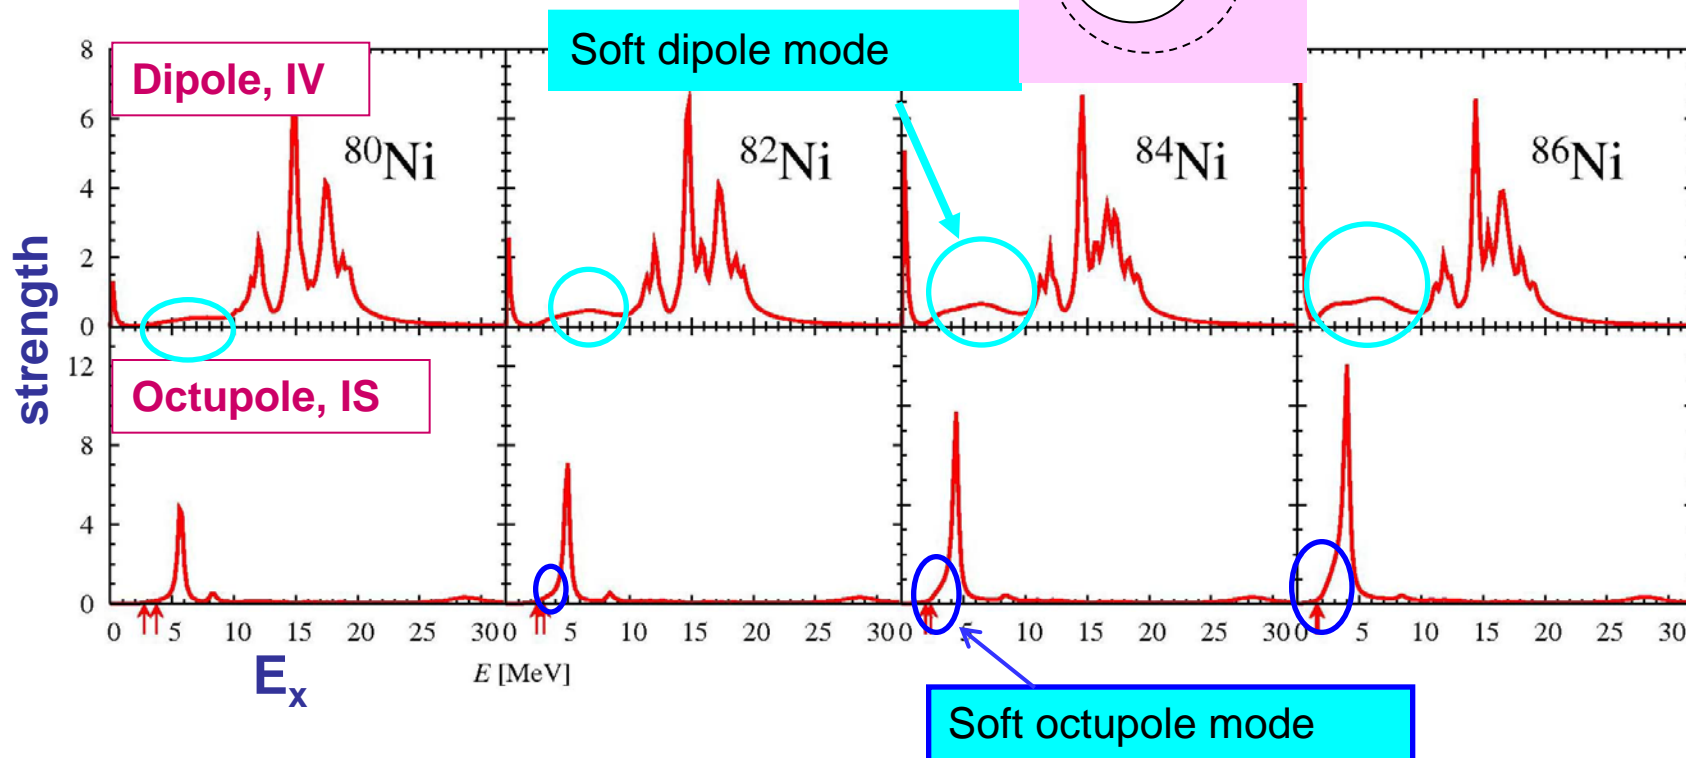 Soft dipole mode
Dipole, IV
8
6
4
2
0
80Ni
82Ni
84Ni
86Ni
strength
Octupole, IS
12
8
4
0
0 5 10 15 20 25 30 0 5 10 15 20 25 30 0 5 10 15 20 25 30 0 5 10 15 20 25 30
Ex
E [MeV]
Soft octupole mode